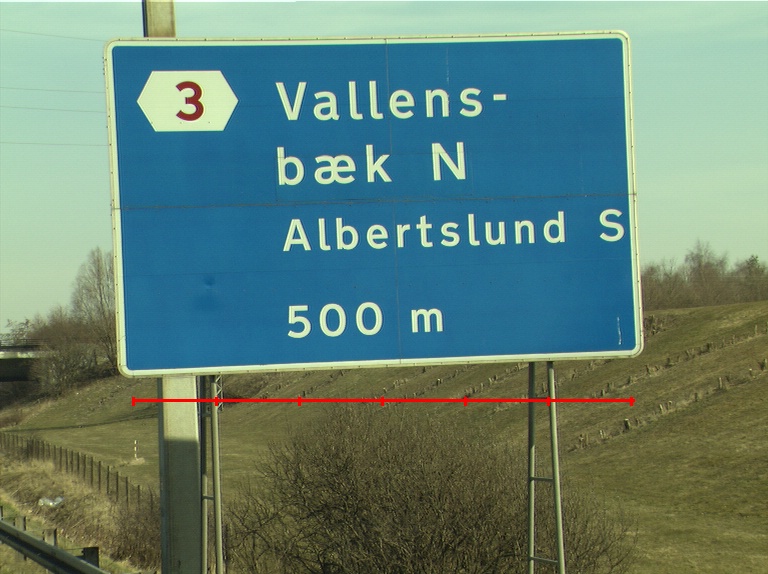 3 Vallens-
bæk N
Albertslund S
500 m